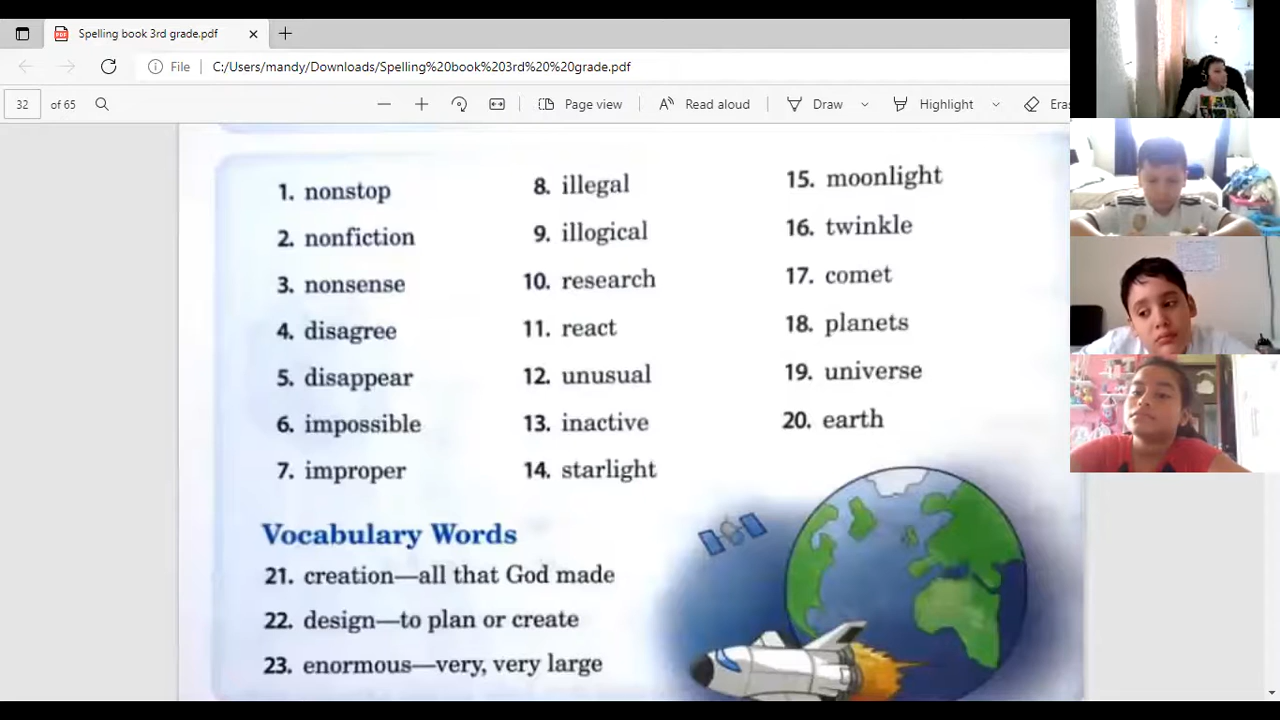 Spelling book 3rd grade.pdf
File C:/Users/mandy/Downloads/Spelling%20book%203rd%20%20grade.pdf
32 of 65 Page view Read aloud Draw Highlight
1. nonstop
2. nonfiction
3. nonsense
4. disagree
5. disappear
6. impossible
7. improper
8. illegal
9. illogical
10. research
11. react
12. unusual
13. inactive
14. starlight
15. moonlight
16. twinkle
17. comet
18. planets
19. universe
20. earth
Vocabulary Words
21. creation—all that God made
22. design—to plan or create
23. enormous—very, very large